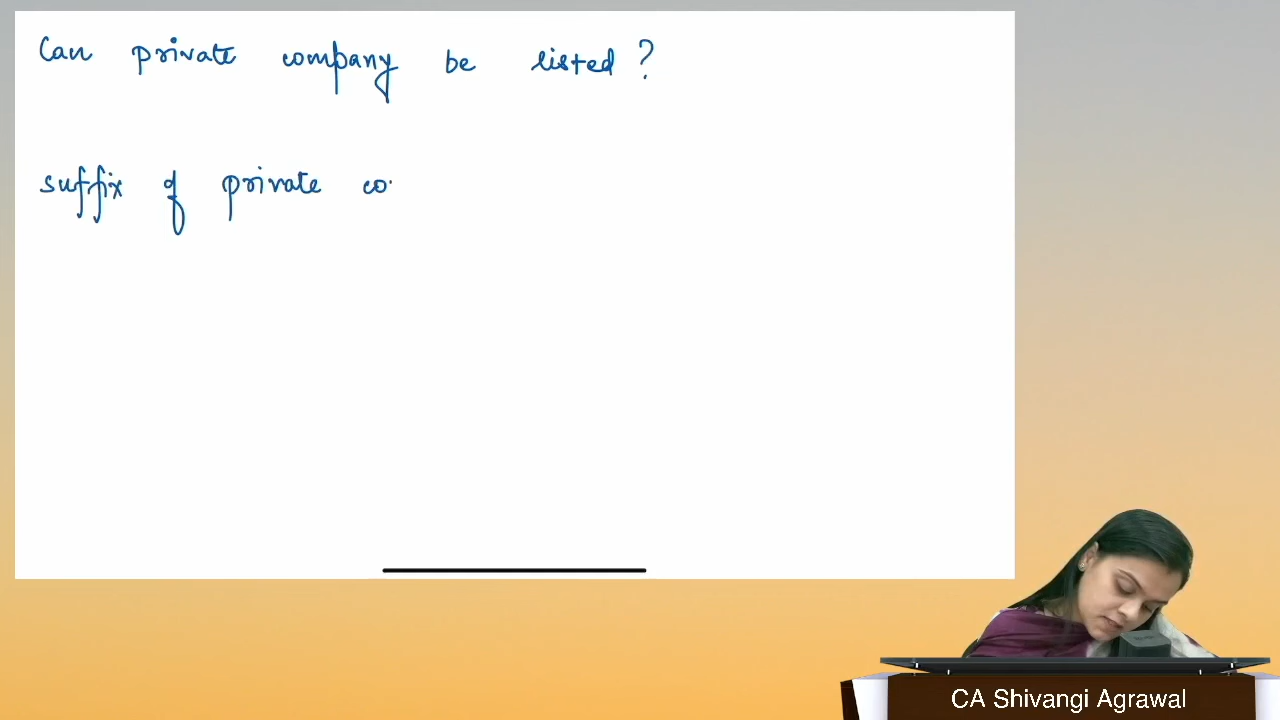 Can private company be listed ?
suffix of private co.
CA Shivangi Agrawal